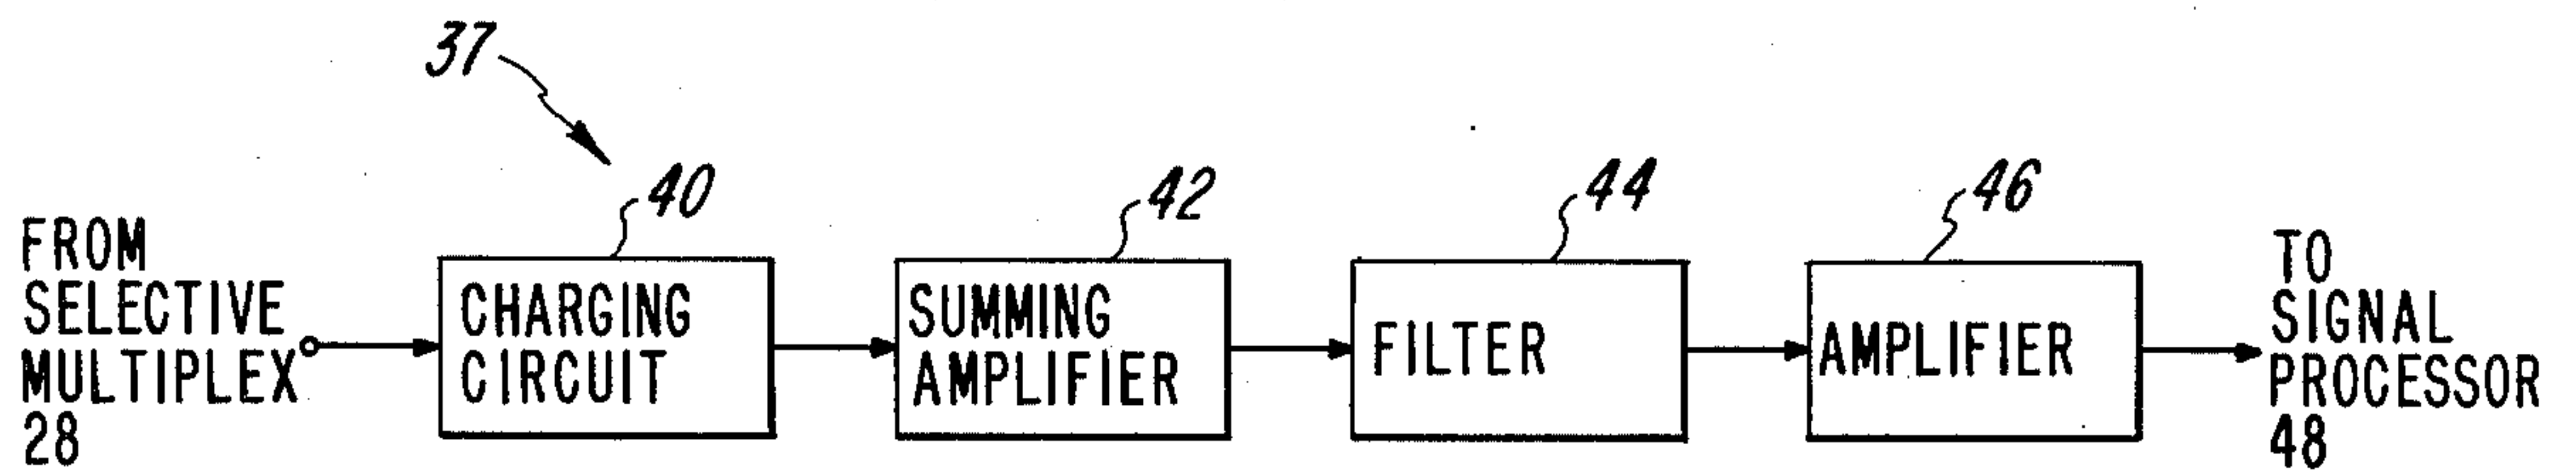 37
40
42
44
46
FROM
SELECTIVE
MULTIPLEX
28
CHARGING
CIRCUIT
SUMMING
AMPLIFIER
FILTER
AMPLIFIER
TO
SIGNAL
PROCESSOR
48